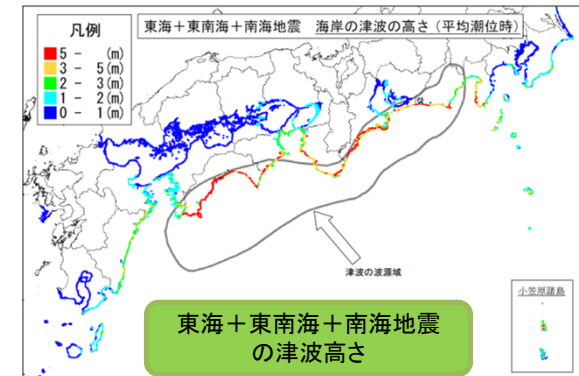 東海+東南海+南海地震 海岸の津波の高さ(平均潮位時)
凡例
5 - (m)
3 - 5(m)
2 - 3(m)
1 - 2(m)
0 - 1(m)
津波の波源域
小笠原諸島
東海+東南海+南海地震
の津波高さ